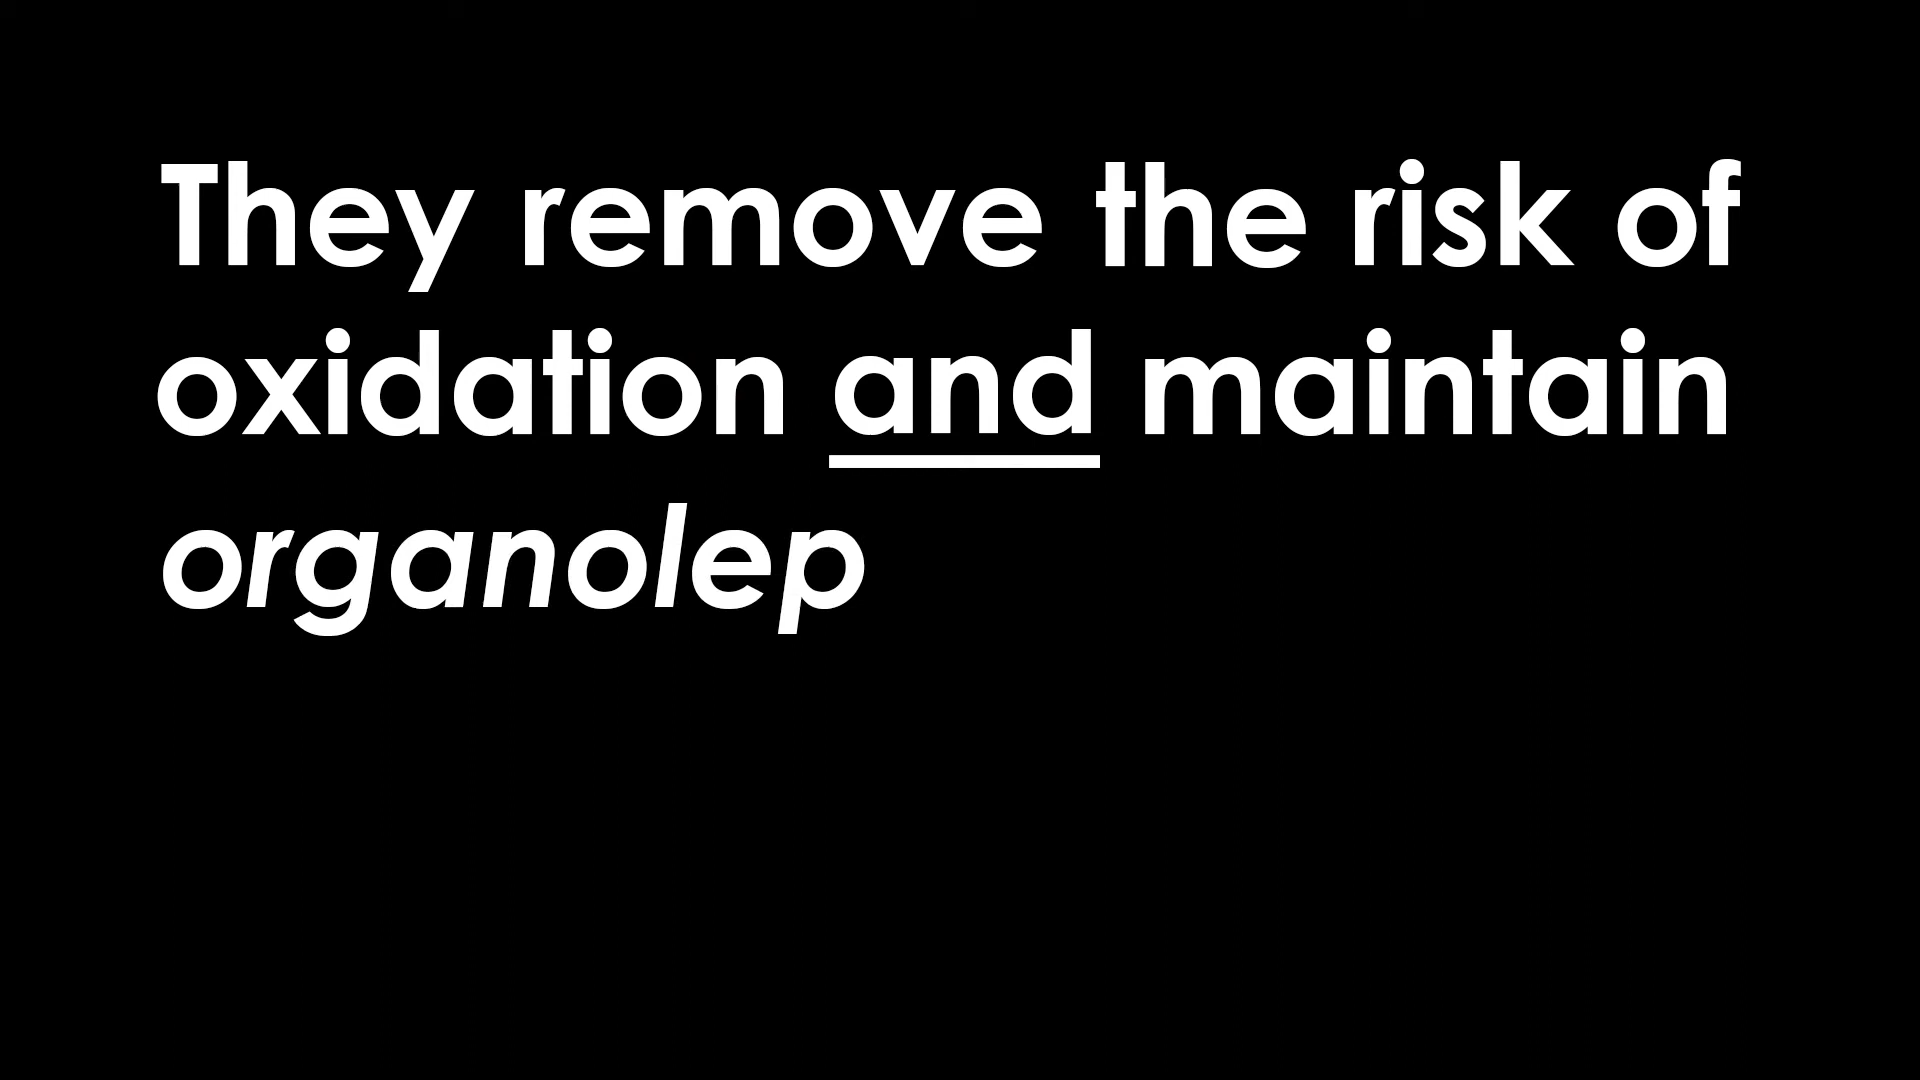 They remove the risk of
oxidation and maintain
organolep